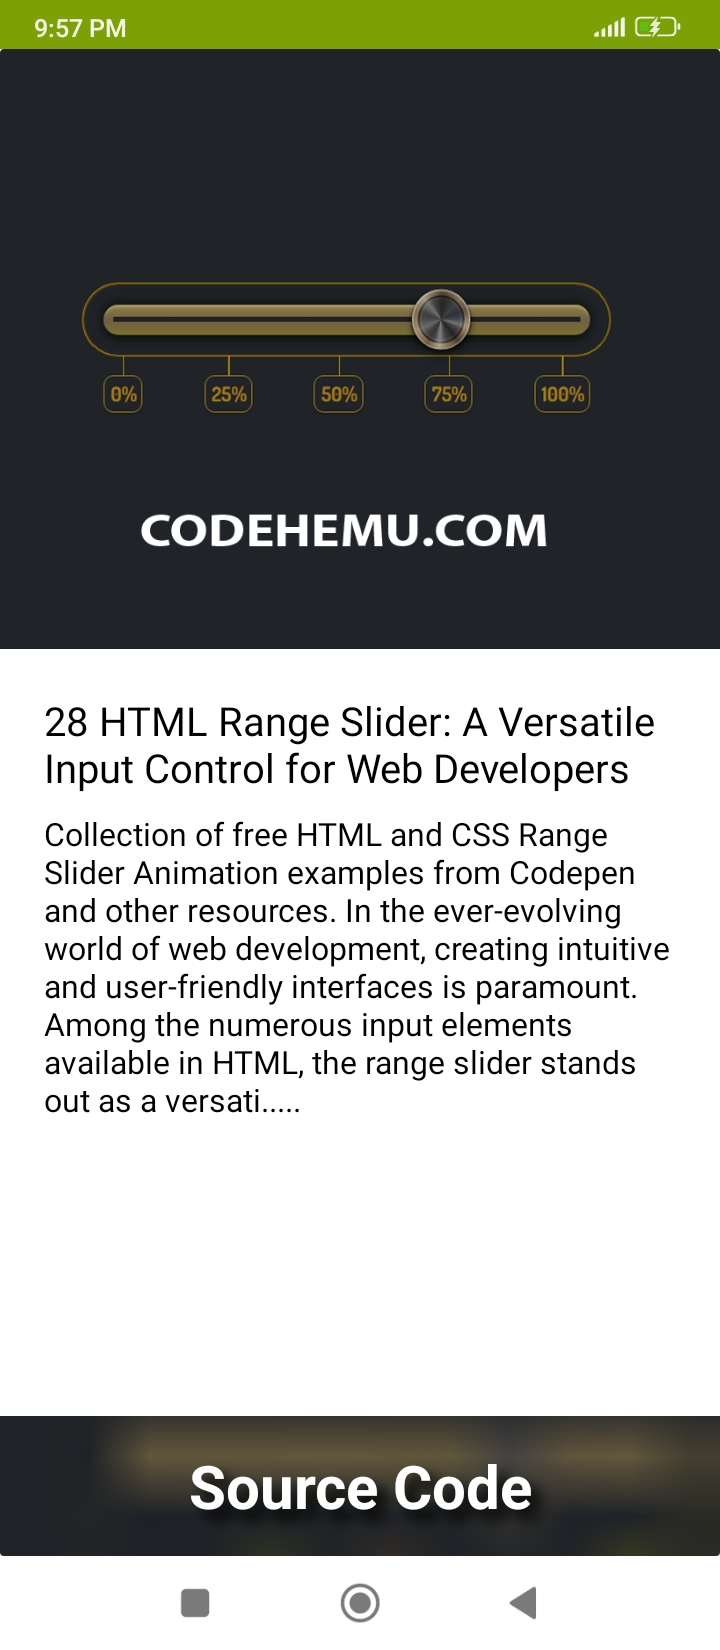 9:57 PM
0% 25% 50% 75% 100%
CODEHEMU.COM
28 HTML Range Slider: A Versatile
Input Control for Web Developers
Collection of free HTML and CSS Range
Slider Animation examples from Codepen
and other resources. In the ever-evolving
world of web development, creating intuitive
and user-friendly interfaces is paramount.
Among the numerous input elements
available in HTML, the range slider stands
out as a versati.....
Source Code